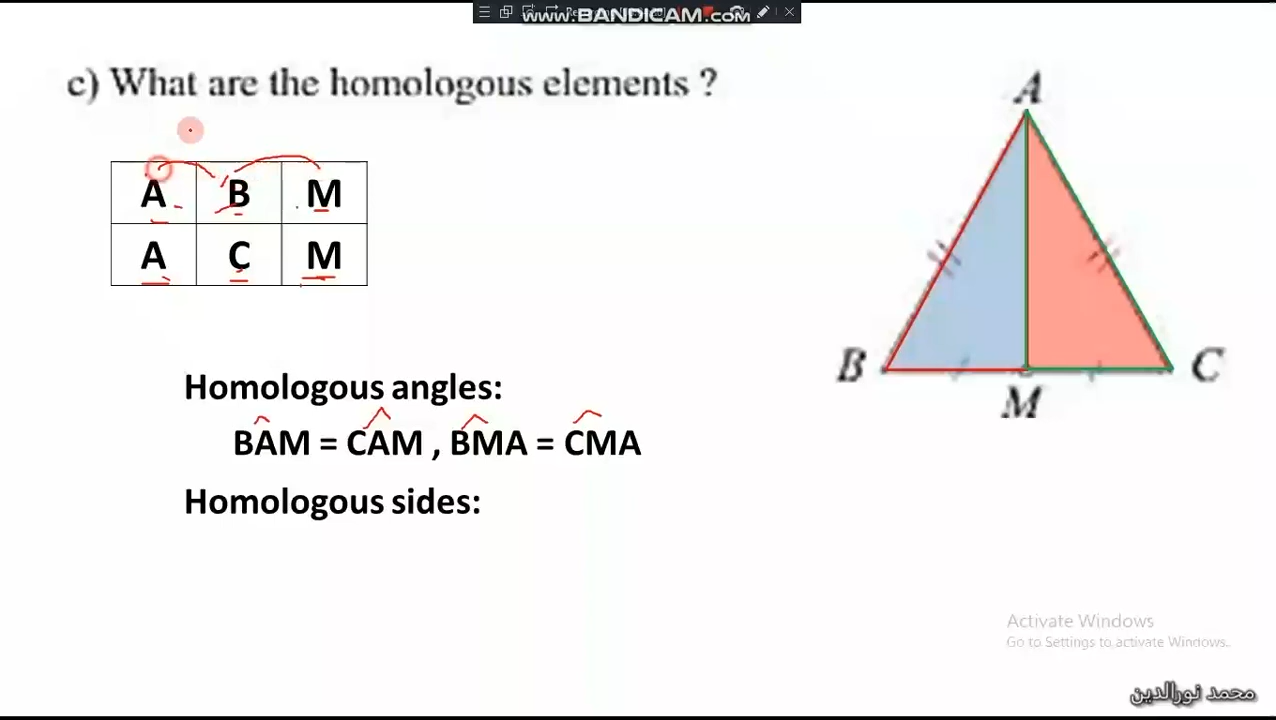 WWW.BANDICAM.COM
c) What are the homologous elements ?
A B M
A C M
A
B
C
M
Homologous angles:
BAM = CAM , BMA = CMA
Homologous sides:
Activate Windows
Go to Settings to activate Windows.
محمد نورالدين